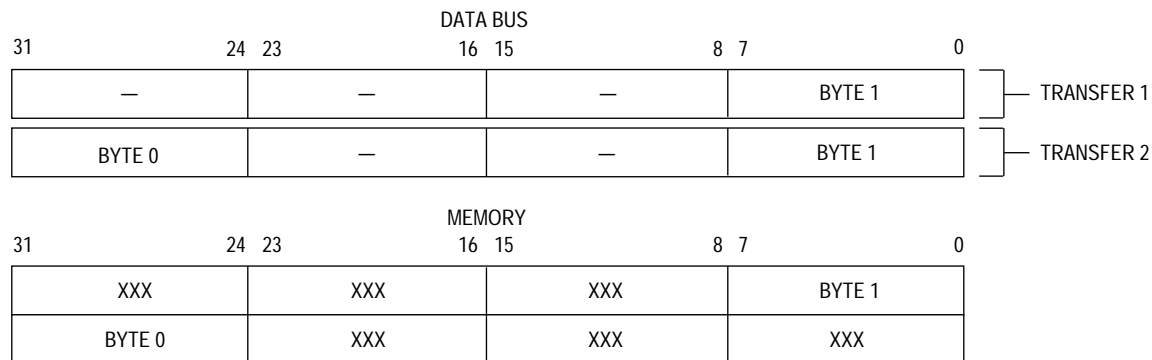 DATA BUS
31 24 23 16 15 8 7 0
— — — BYTE 1 TRANSFER 1
BYTE 0 — — BYTE 1 TRANSFER 2
MEMORY
31 24 23 16 15 8 7 0
XXX XXX XXX BYTE 1
BYTE 0 XXX XXX XXX